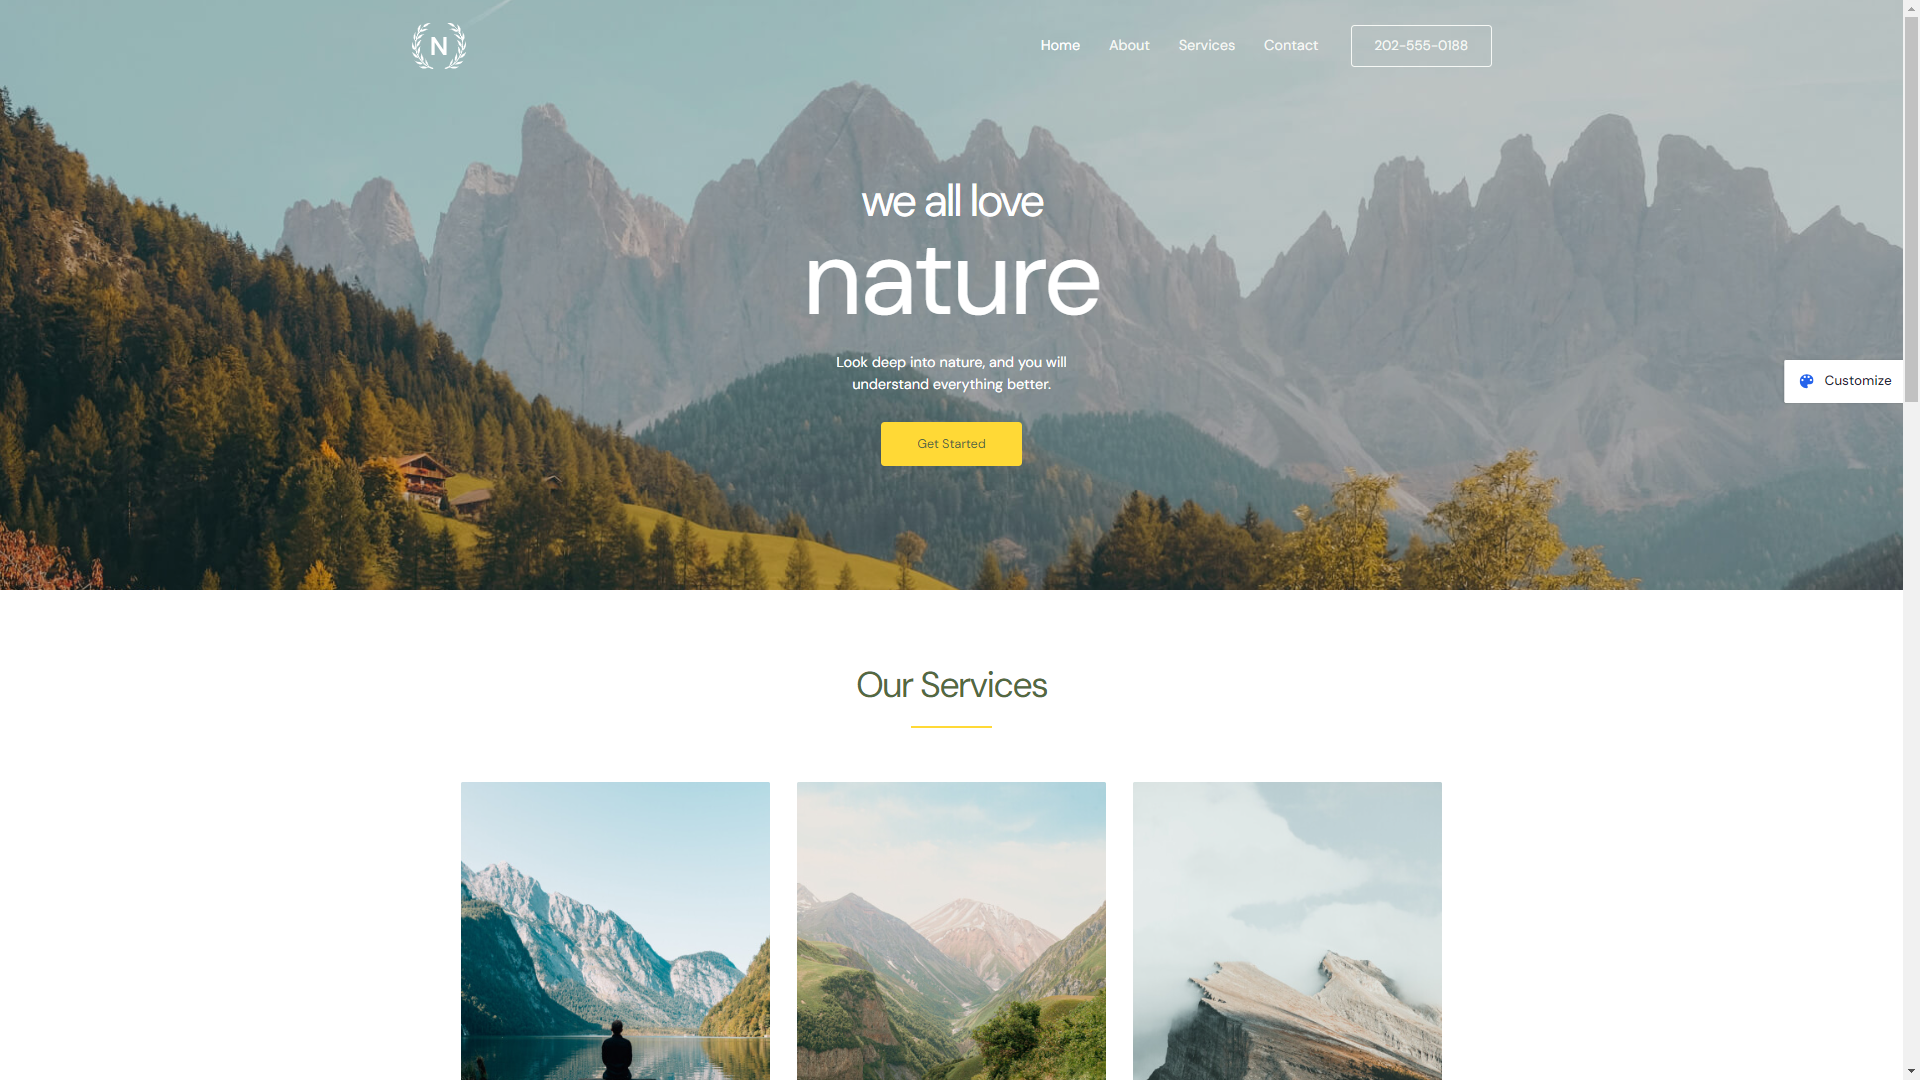 N
Home
About
Services
Contact
202-555-0188
we all love
nature
Look deep into nature, and you will
understand everything better.
Get Started
Customize
Our Services